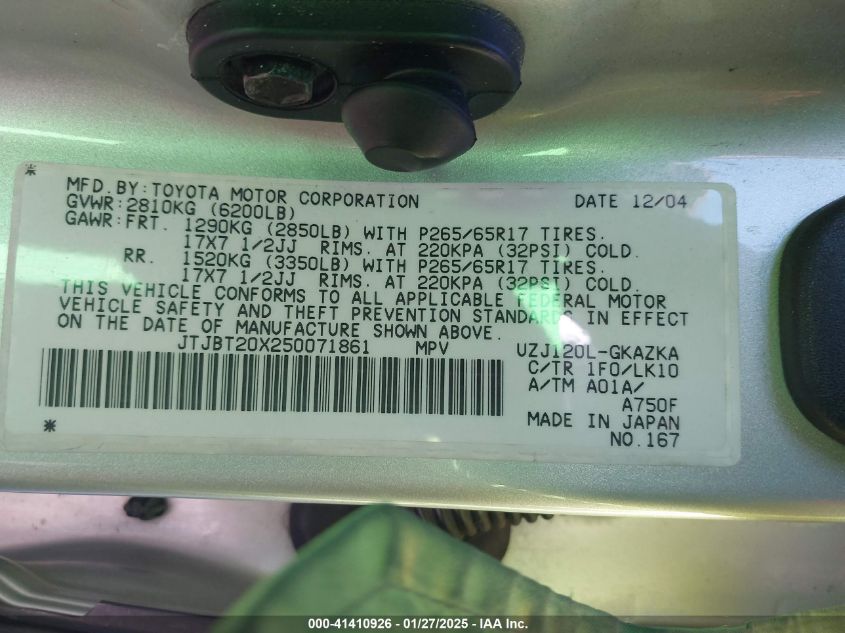 MFD. BY: TOYOTA MOTOR CORPORATION DATE 12/04
GVWR: 2810KG (6200LB)
GAWR: FRT. 1290KG (2850LB) WITH P265/65R17 TIRES.
17X7 1/2JJ RIMS. AT 220KPA (32PSI) COLD.
RR. 1520KG (3350LB) WITH P265/65R17 TIRES.
17X7 1/2JJ RIMS. AT 220KPA (32PSI) COLD.
THIS VEHICLE CONFORMS TO ALL APPLICABLE FEDERAL MOTOR
VEHICLE SAFETY AND THEFT PREVENTION STANDARDS IN EFFECT
ON THE DATE OF MANUFACTURE SHOWN ABOVE.
JTJBT20X250071861 MPV UZJ120L-GKAZKA
C/TR 1F0/LK10
A/TM A01A/
A750F
MADE IN JAPAN
NO.167
000-41410926 - 01/27/2025 - IAA Inc.